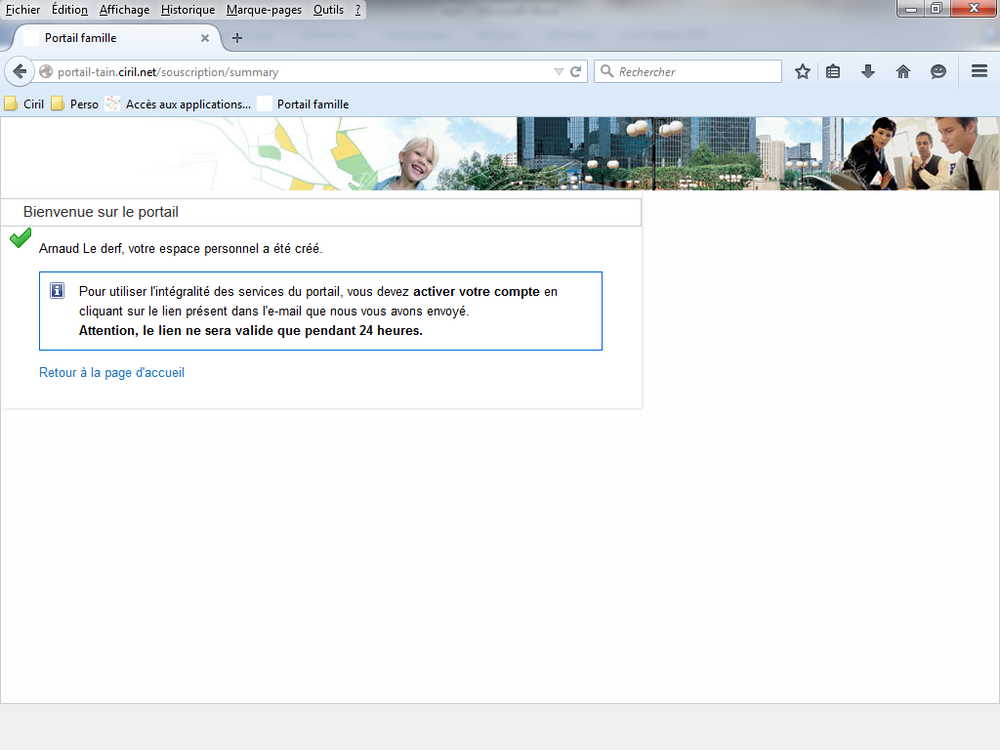 Fichier Édition Affichage Historique Marque-pages Outils ?
Portail famille
portail-tain.ciril.net/souscription/summary
Rechercher
Ciril Perso Accès aux applications... Portail famille
Bienvenue sur le portail
Arnaud Le derf, votre espace personnel a été créé.
Pour utiliser l'intégralité des services du portail, vous devez activer votre compte en
cliquant sur le lien présent dans l'e-mail que nous vous avons envoyé.
Attention, le lien ne sera valide que pendant 24 heures.
Retour à la page d'accueil